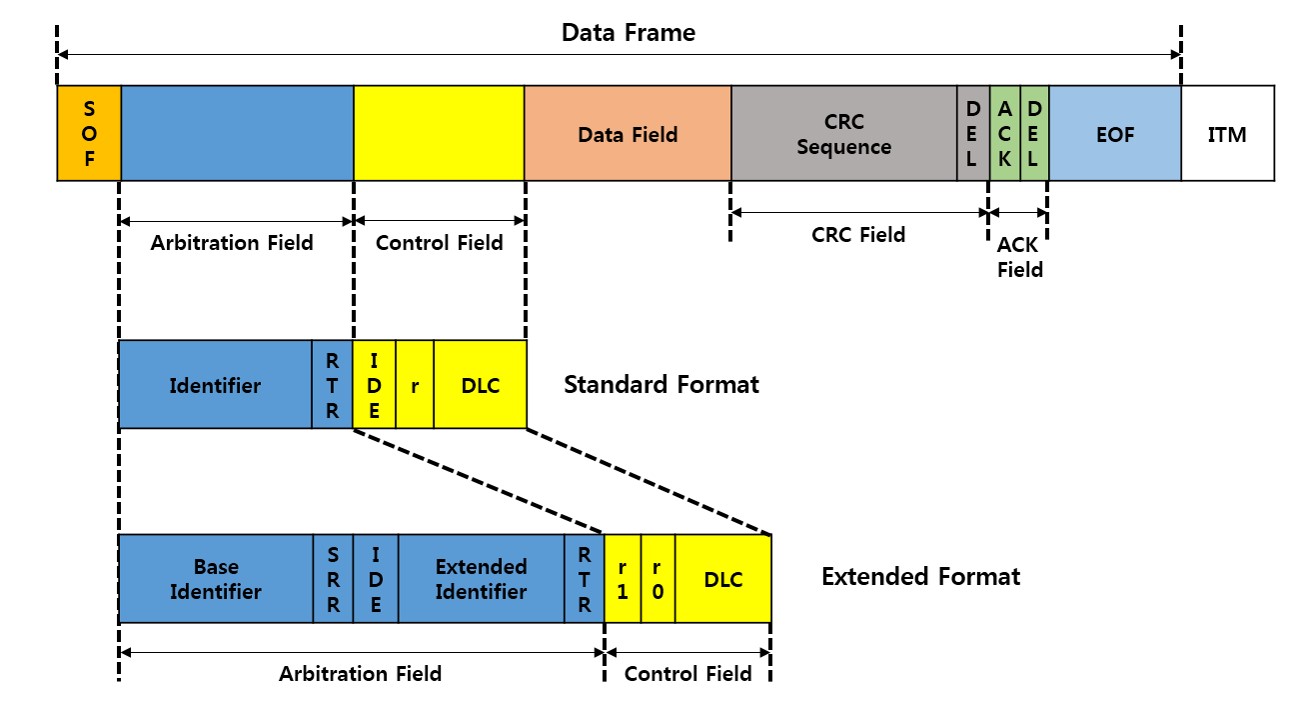 Data Frame
SOF
Data Field
CRC
Sequence
DEL
ACK
DEL
EOF
ITM
Arbitration Field
Control Field
CRC Field
ACK
Field
Identifier
RTR
IDE
r
DLC
Standard Format
Base
Identifier
SRR
IDE
Extended
Identifier
RTR
r1
r0
DLC
Extended Format
Arbitration Field
Control Field